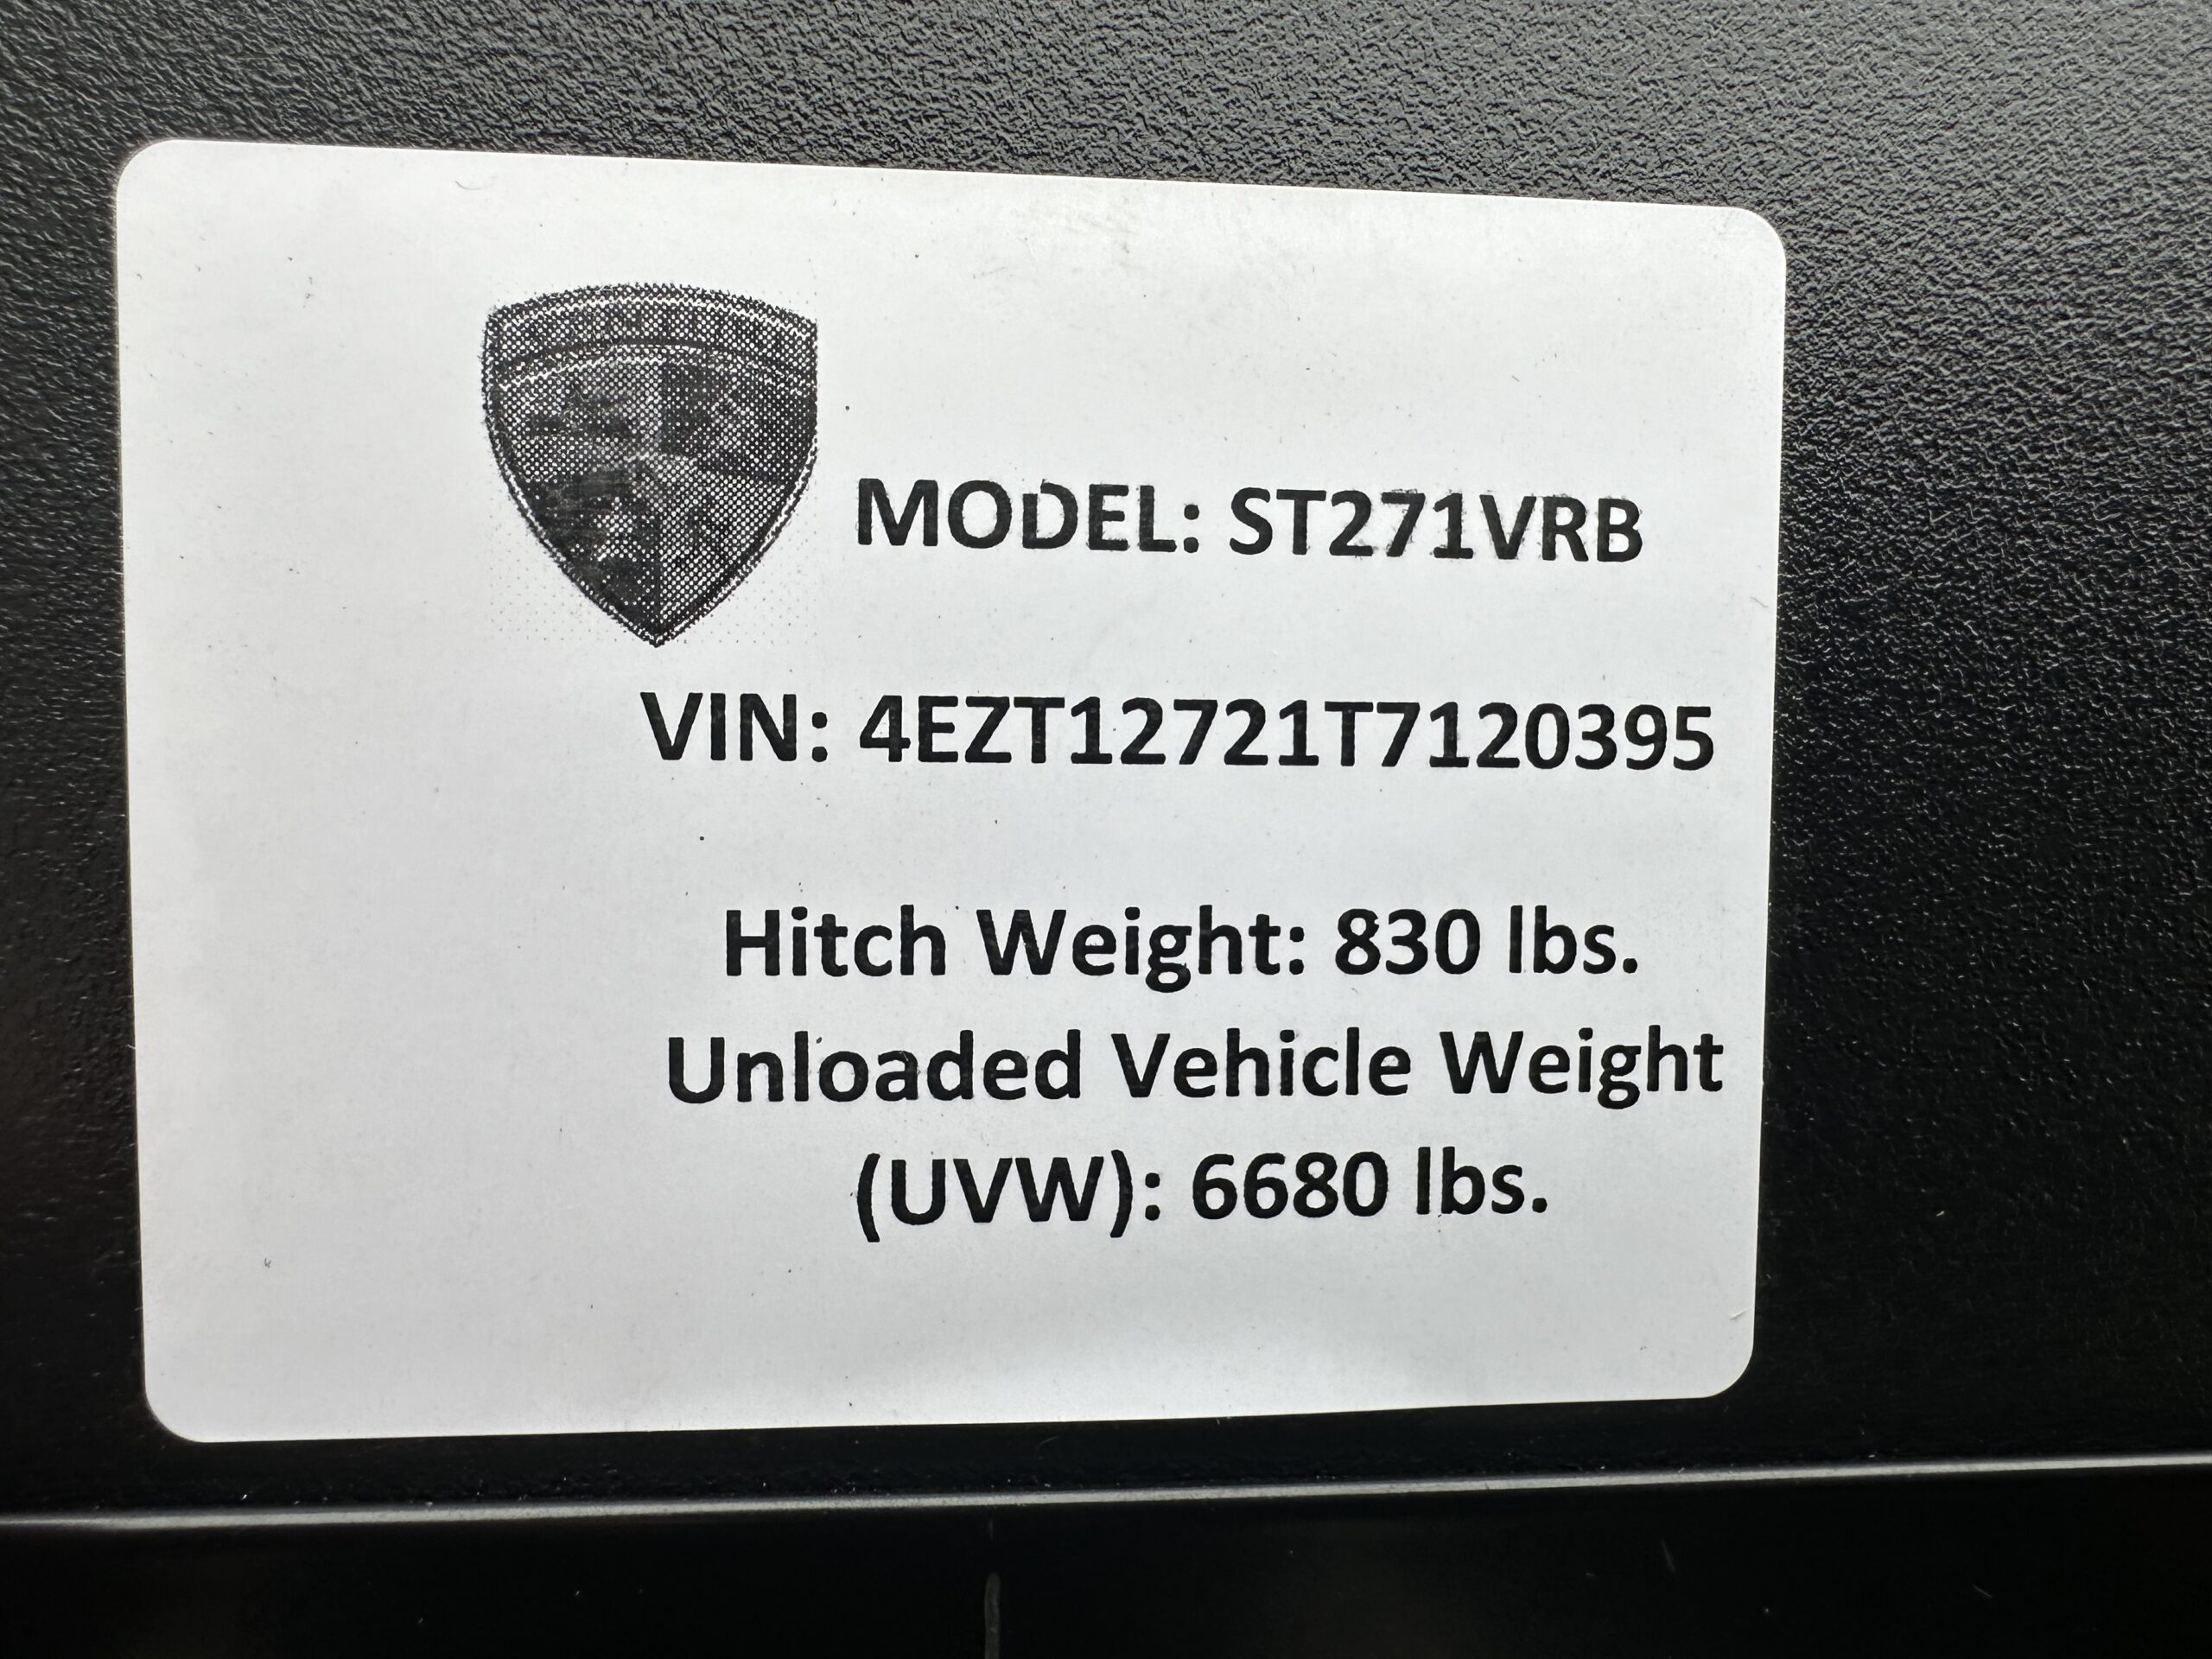 MODEL: ST271VRB
VIN: 4EZT12721T7120395
Hitch Weight: 830 lbs.
Unloaded Vehicle Weight
(UVW): 6680 lbs.